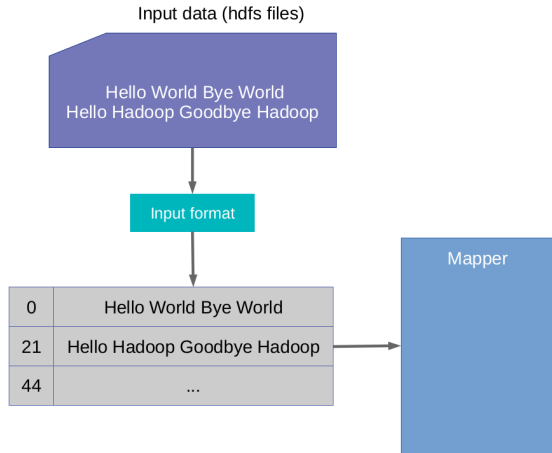 Input data (hdfs files)
Hello World Bye World
Hello Hadoop Goodbye Hadoop
Input format
Mapper
0 Hello World Bye World
21 Hello Hadoop Goodbye Hadoop
44 ...